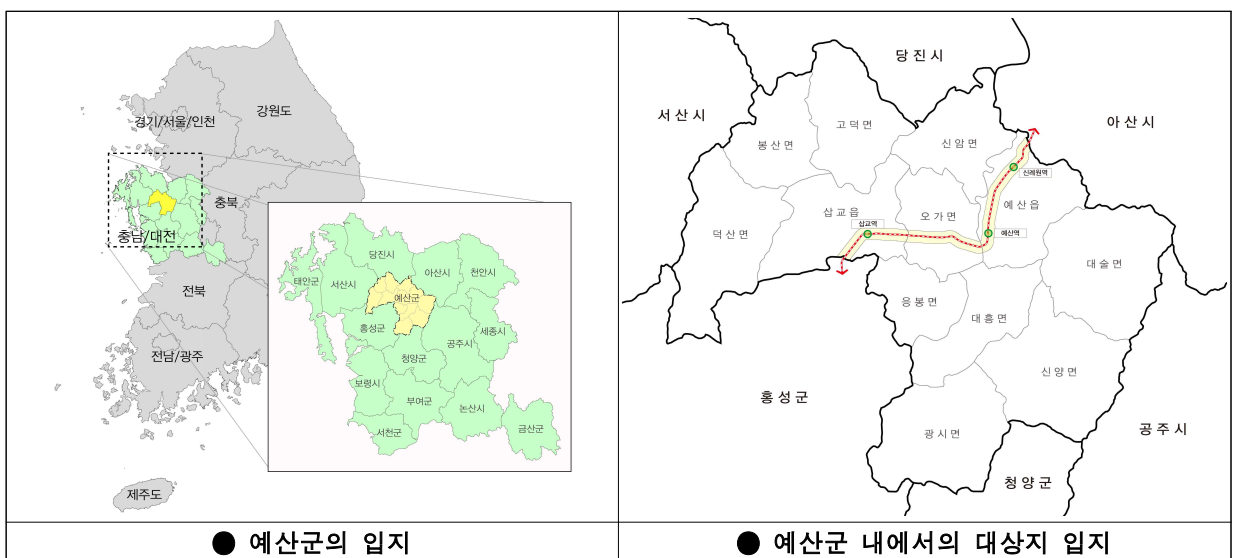 강원도
경기/서울/인천
충북
충남/대전
전북
전남/광주
제주도
당진시
아산시
천안시
태안군
서산시
예산군
홍성군
세종시
공주시
청양군
보령시
부여군
논산시
서천군
금산군
당 진 시
서 산 시
아 산 시
고 덕 면
봉 산 면
신 암 면
신례원역
삽 교 읍
오 가 면
예 산 읍
삽교역
예산역
덕 산 면
대 술 면
응 봉 면
대 흥 면
신 양 면
홍 성 군
광 시 면
공 주 시
청 양 군
● 예산군의 입지
● 예산군 내에서의 대상지 입지